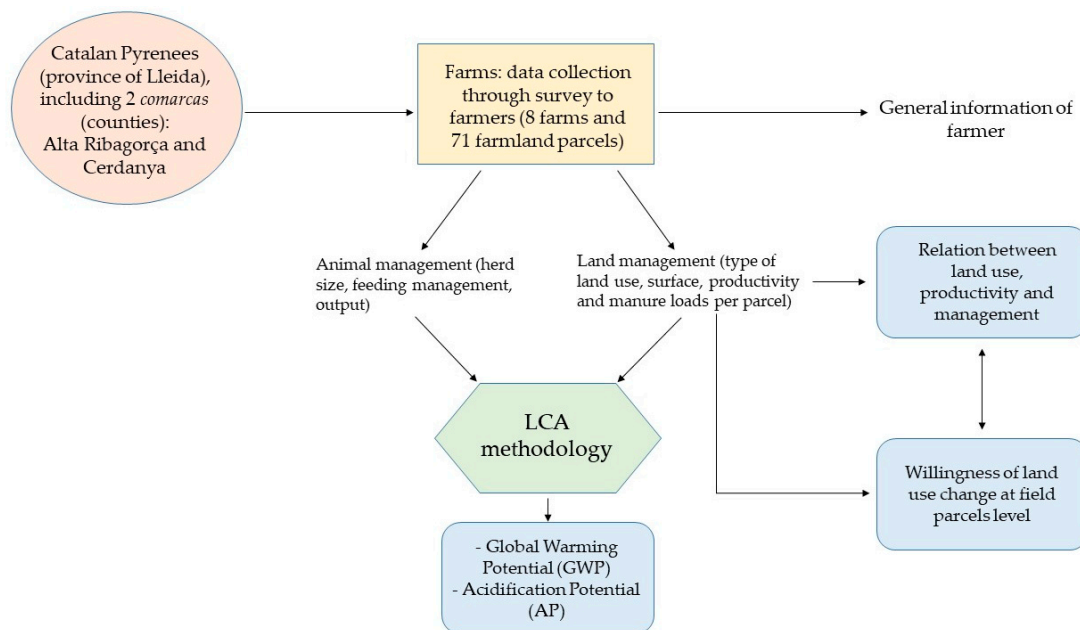 Catalan Pyrenees
(province of Lleida),
including 2 comarcas
(counties):
Alta Ribagorça and
Cerdanya
Farms: data collection
through survey to
farmers (8 farms and
71 farmland parcels)
General information of
farmer
Animal management (herd
size, feeding management,
output)
Land management (type of
land use, surface, productivity
and manure loads per parcel)
Relation between
land use,
productivity and
management
LCA
methodology
Willingness of land
use change at field
parcels level
- Global Warming
Potential (GWP)
- Acidification Potential
(AP)